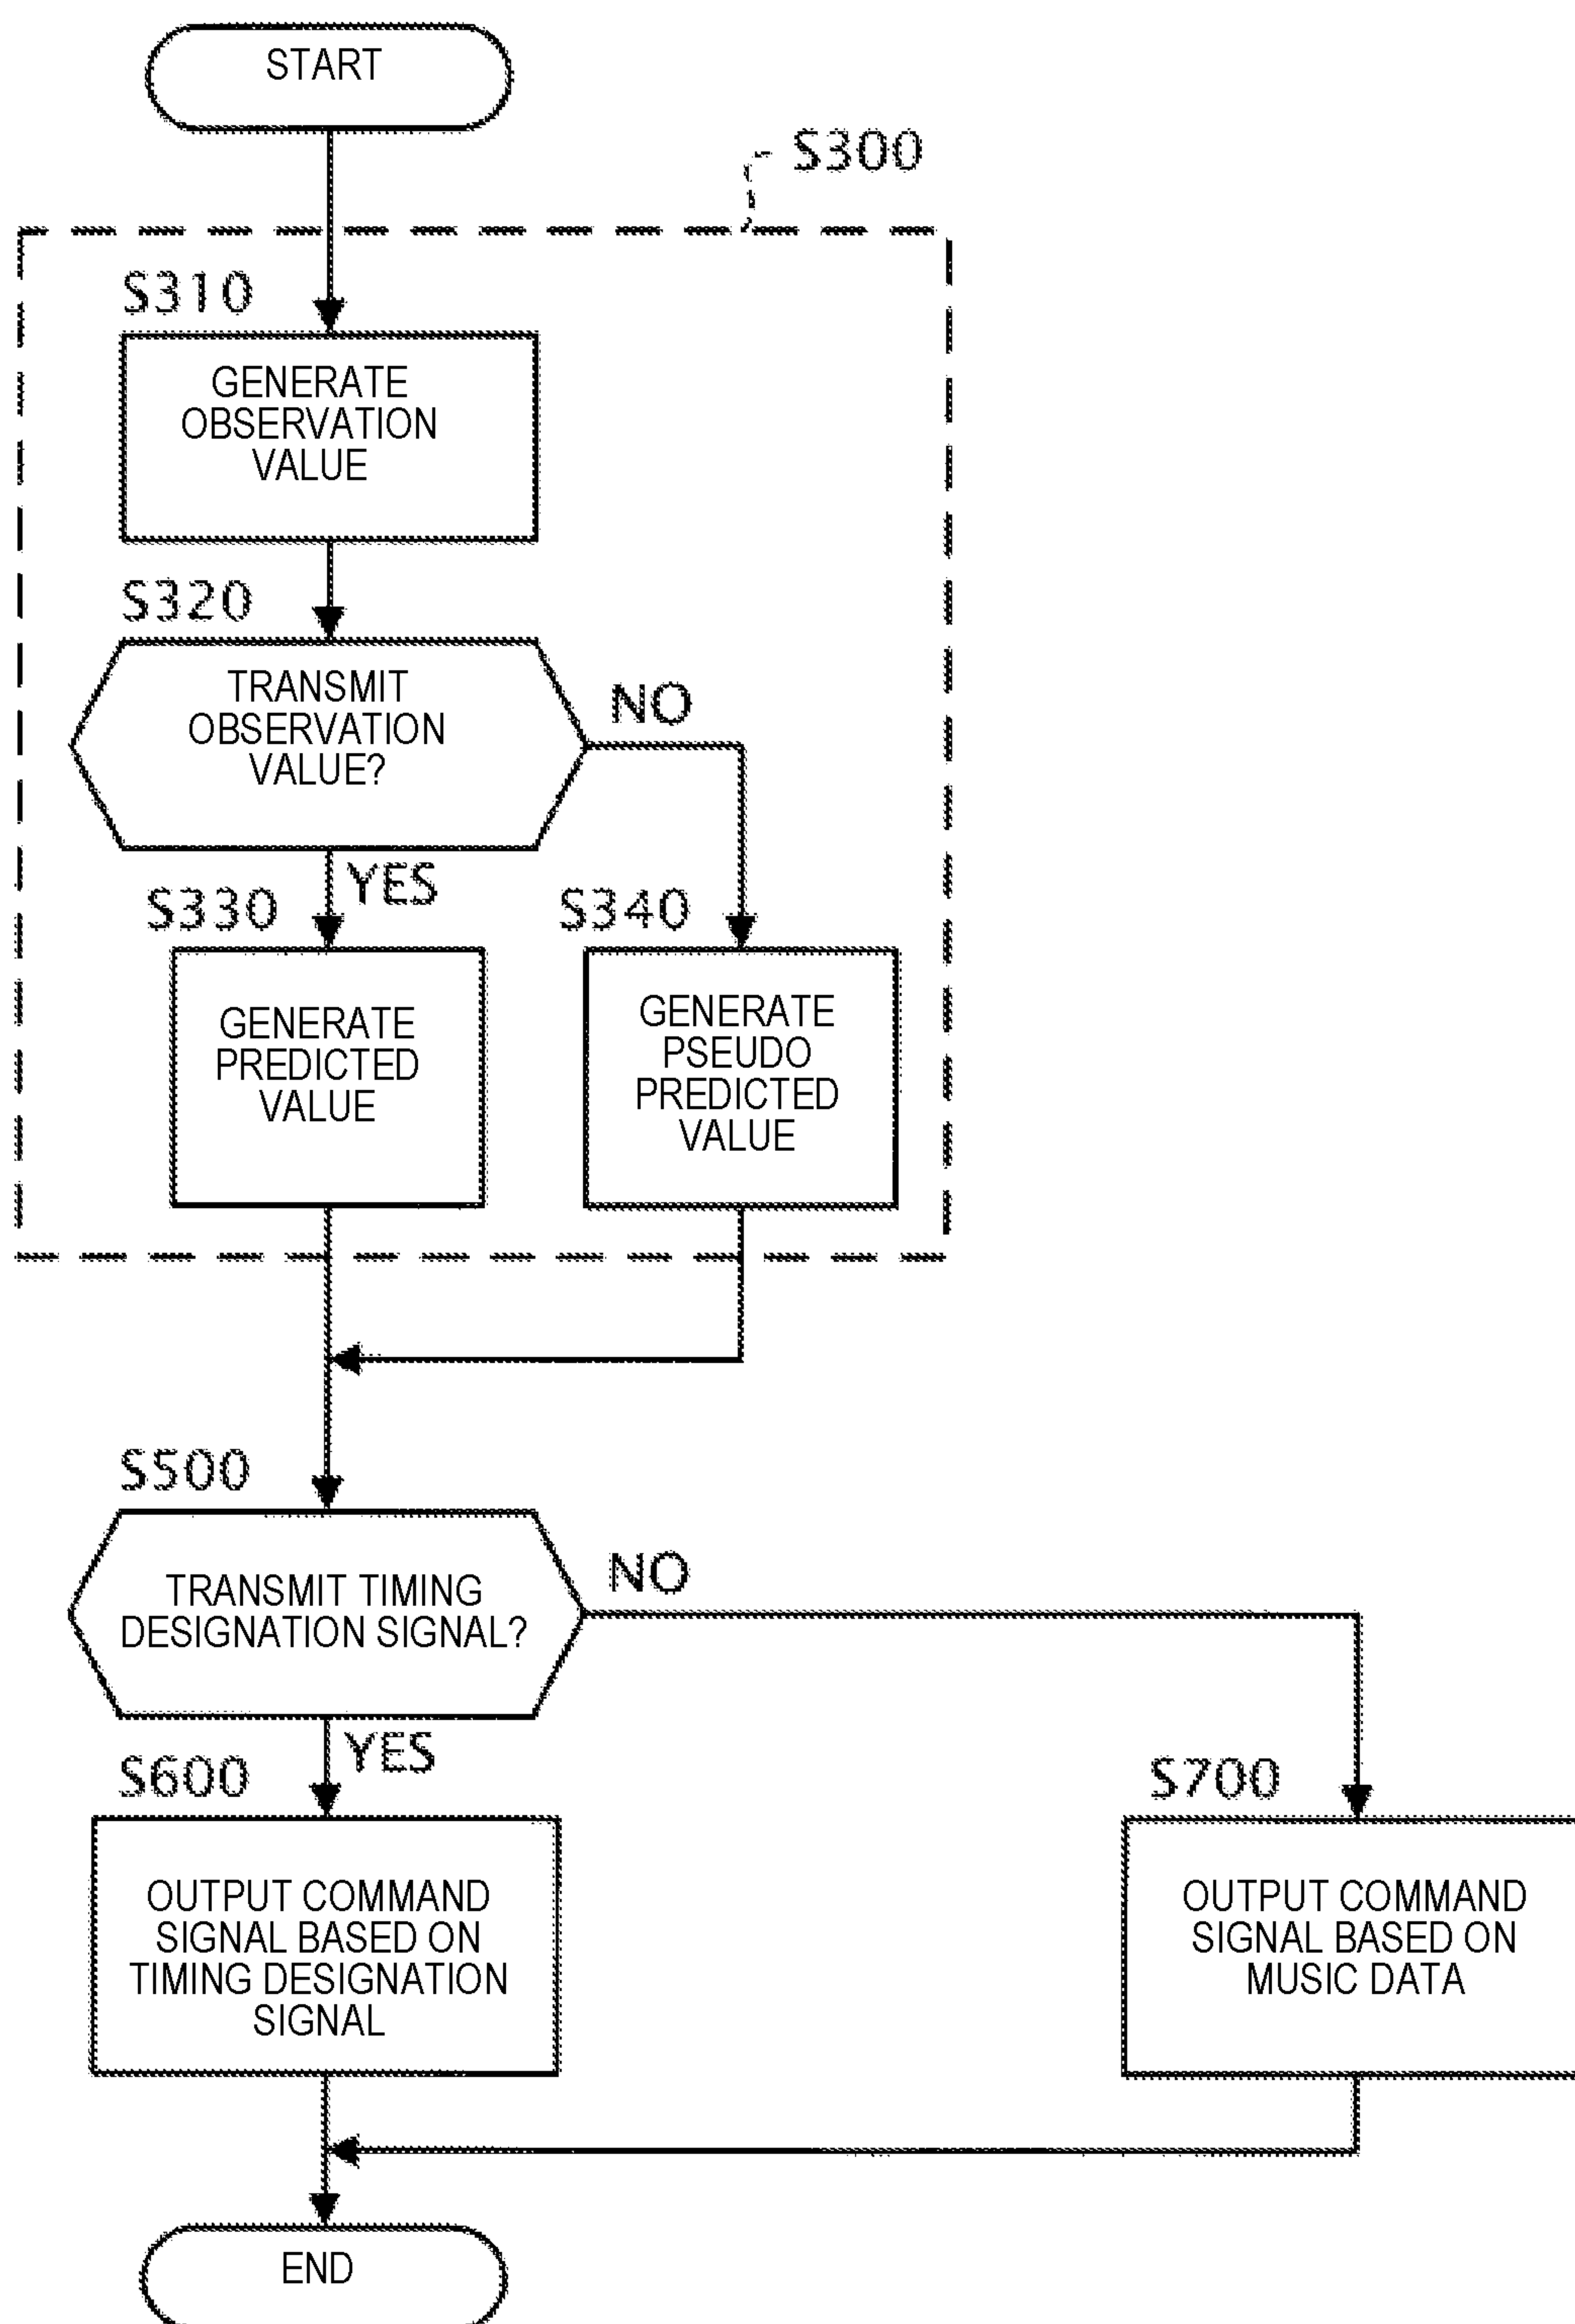 START
S300
S310
GENERATE
OBSERVATION
VALUE
S320
TRANSMIT
OBSERVATION
VALUE?
NO
YES
S330
GENERATE
PREDICTED
VALUE
S340
GENERATE
PSEUDO
PREDICTED
VALUE
S500
TRANSMIT TIMING
DESIGNATION SIGNAL?
NO
YES
S600
OUTPUT COMMAND
SIGNAL BASED ON
TIMING DESIGNATION
SIGNAL
S700
OUTPUT COMMAND
SIGNAL BASED ON
MUSIC DATA
END